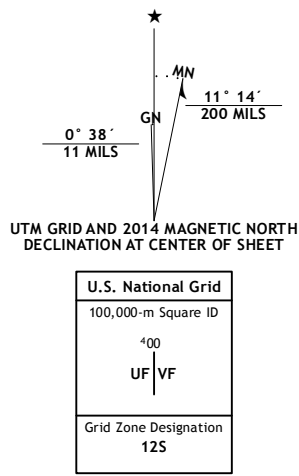 ★
MN
GN
11° 14´
200 MILS
0° 38´
11 MILS
UTM GRID AND 2014 MAGNETIC NORTH
DECLINATION AT CENTER OF SHEET
U.S. National Grid
100,000-m Square ID
⁴00
UF VF
Grid Zone Designation
12S